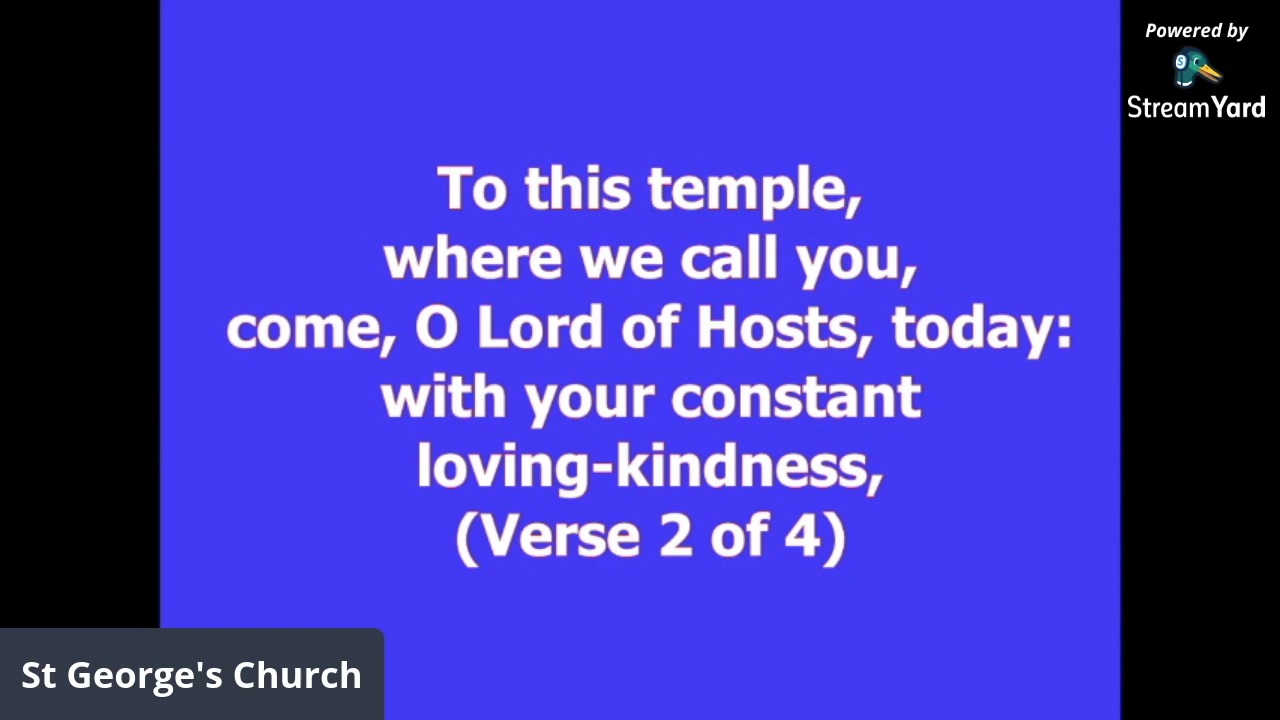 Powered by
StreamYard
To this temple,
where we call you,
come, O Lord of Hosts, today:
with your constant
loving-kindness,
(Verse 2 of 4)
St George's Church